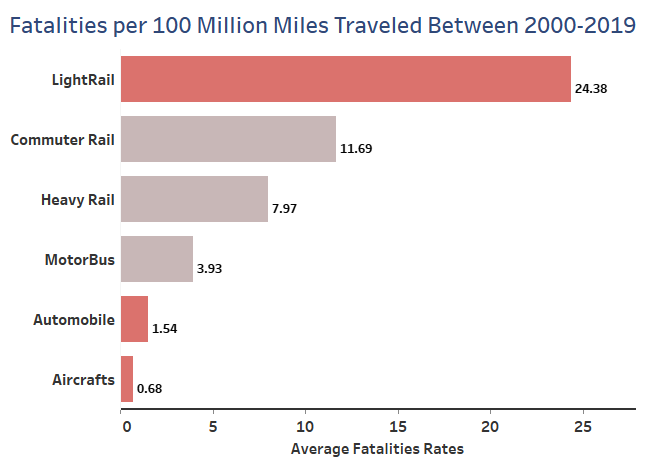 Fatalities per 100 Million Miles Traveled Between 2000-2019
LightRail
24.38
Commuter Rail
11.69
Heavy Rail
7.97
MotorBus
3.93
Automobile
1.54
Aircrafts
0.68
0 5 10 15 20 25
Average Fatalities Rates